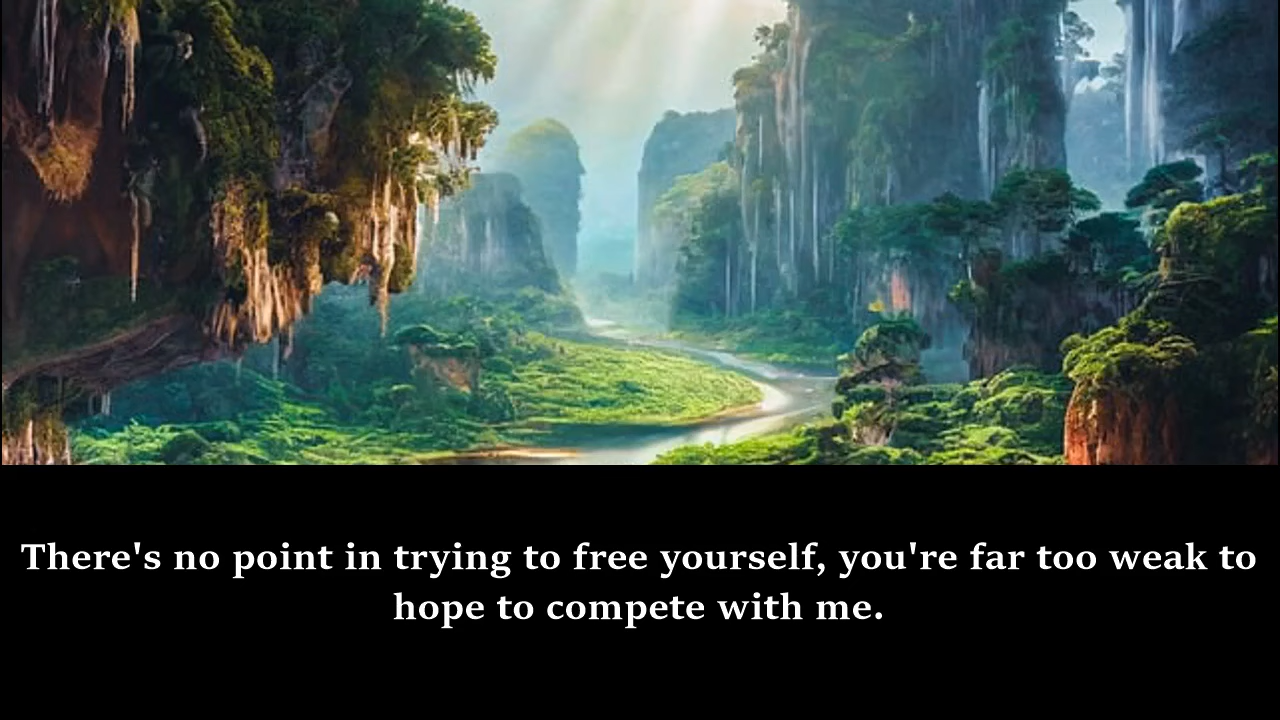 There's no point in trying to free yourself, you're far too weak to
hope to compete with me.